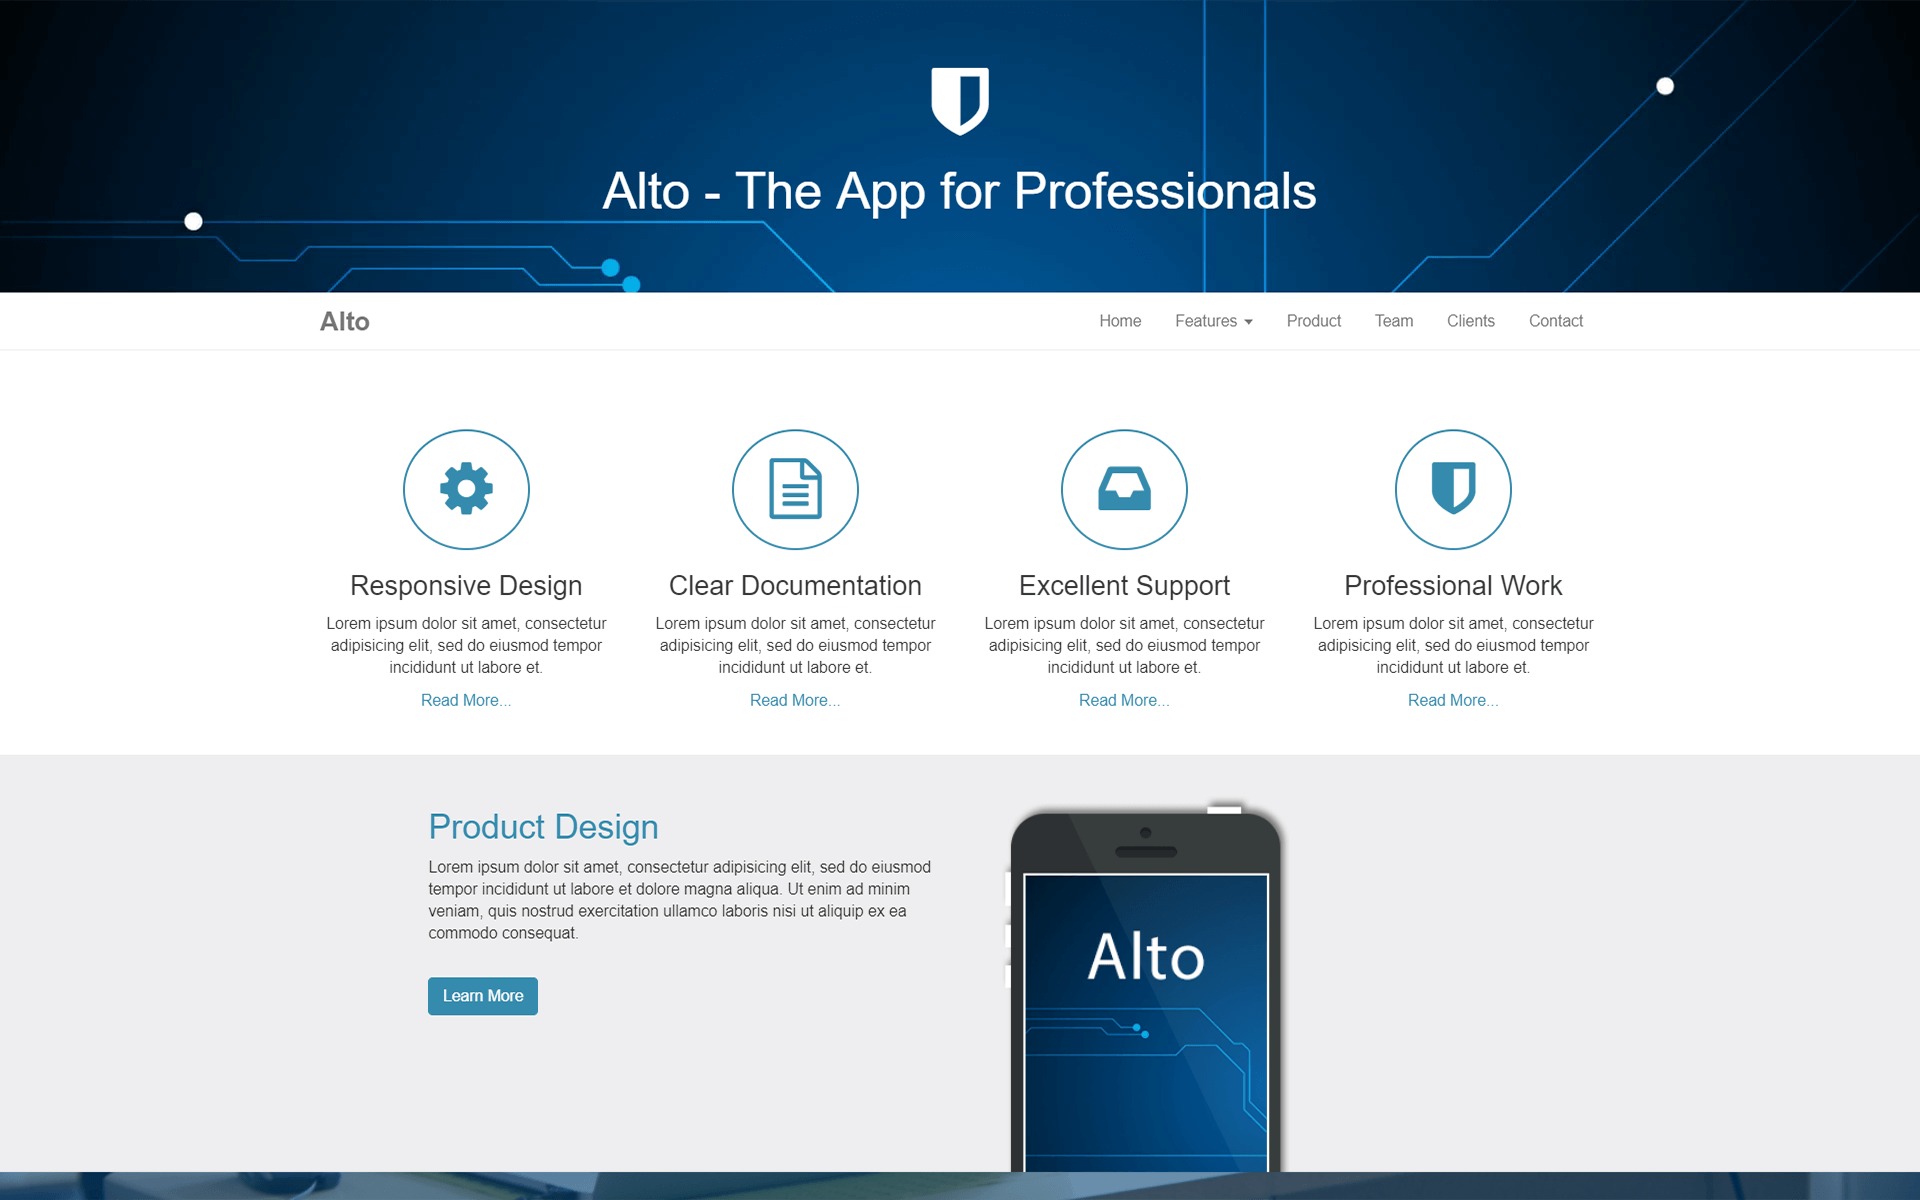 Alto - The App for Professionals
Alto
Home
Features
Product
Team
Clients
Contact
Responsive Design
Lorem ipsum dolor sit amet, consectetur
adipisicing elit, sed do eiusmod tempor
incididunt ut labore et.
Read More...
Clear Documentation
Lorem ipsum dolor sit amet, consectetur
adipisicing elit, sed do eiusmod tempor
incididunt ut labore et.
Read More...
Excellent Support
Lorem ipsum dolor sit amet, consectetur
adipisicing elit, sed do eiusmod tempor
incididunt ut labore et.
Read More...
Professional Work
Lorem ipsum dolor sit amet, consectetur
adipisicing elit, sed do eiusmod tempor
incididunt ut labore et.
Read More...
Product Design
Lorem ipsum dolor sit amet, consectetur adipisicing elit, sed do eiusmod
tempor incididunt ut labore et dolore magna aliqua. Ut enim ad minim
veniam, quis nostrud exercitation ullamco laboris nisi ut aliquip ex ea
commodo consequat.
Learn More
Alto